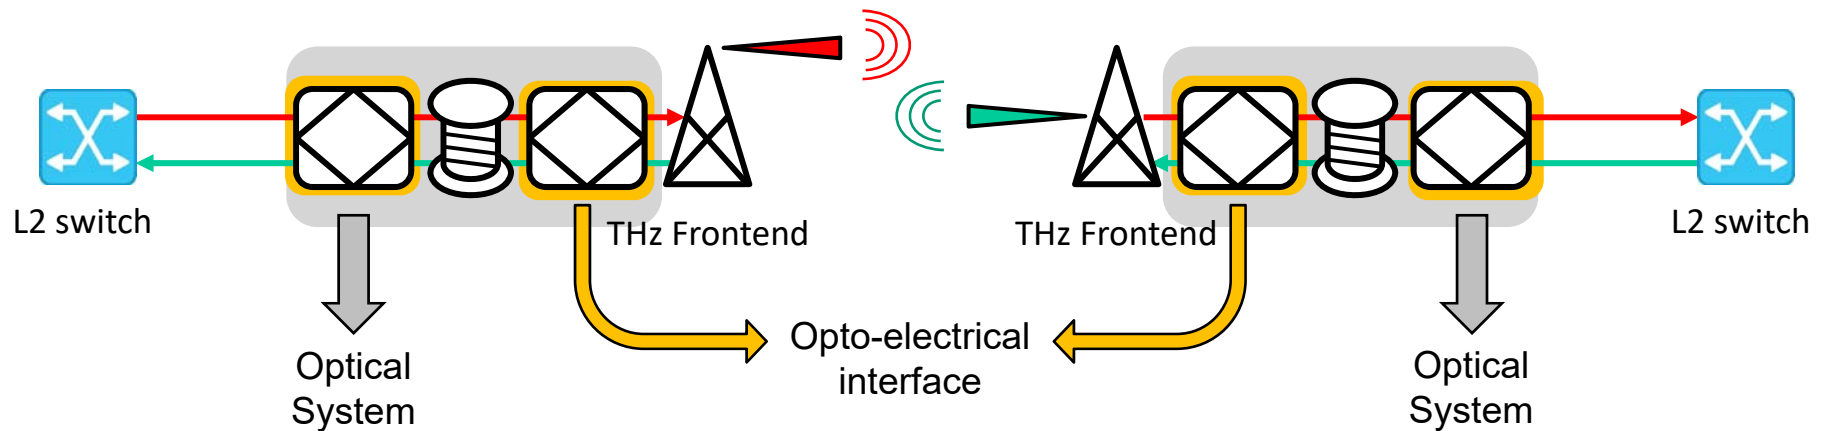 L2 switch
THz Frontend
THz Frontend
L2 switch
Optical
System
Opto-electrical
interface
Optical
System